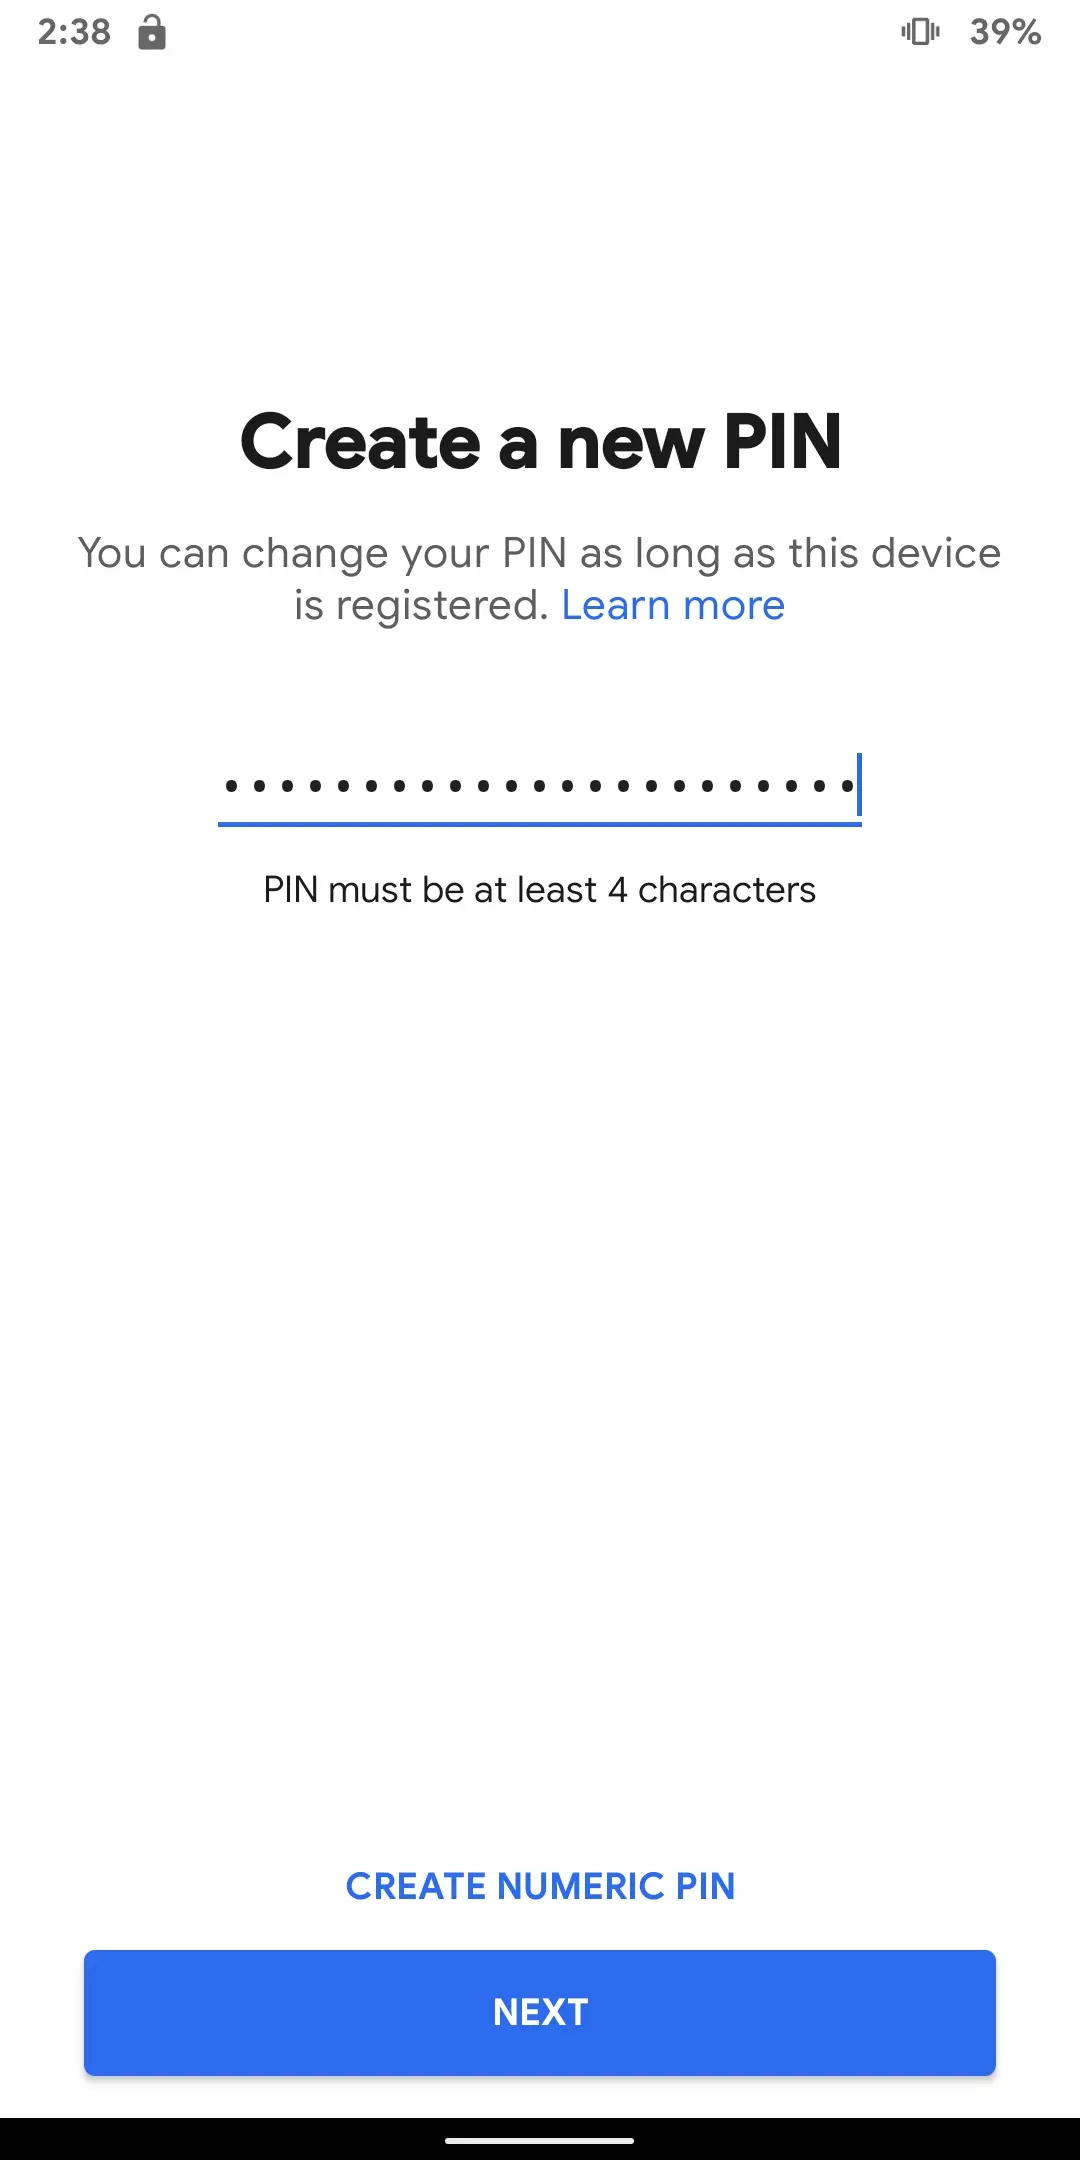 2:38
39%
Create a new PIN
You can change your PIN as long as this device
is registered. Learn more
•••••••••••••••••••••••
PIN must be at least 4 characters
CREATE NUMERIC PIN
NEXT